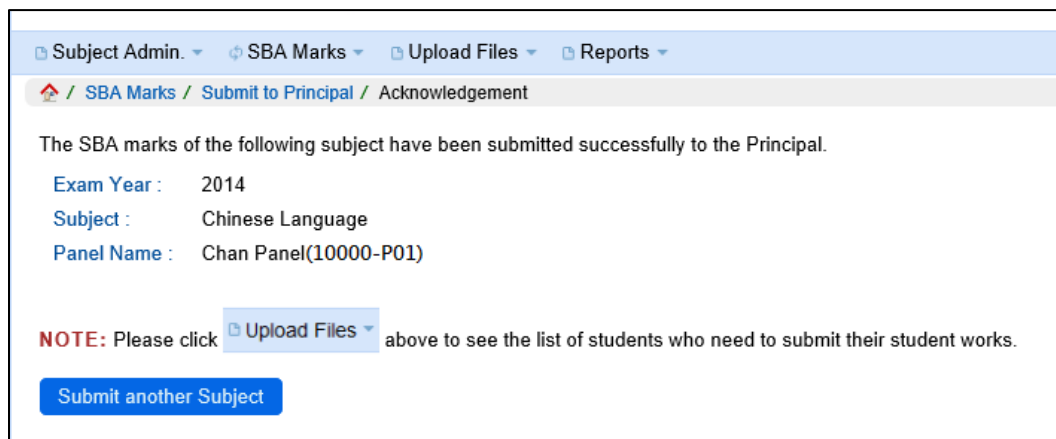 Subject Admin. SBA Marks Upload Files Reports
/ SBA Marks / Submit to Principal / Acknowledgement
The SBA marks of the following subject have been submitted successfully to the Principal.
Exam Year : 2014
Subject : Chinese Language
Panel Name : Chan Panel(10000-P01)
NOTE: Please click Upload Files above to see the list of students who need to submit their student works.
Submit another Subject